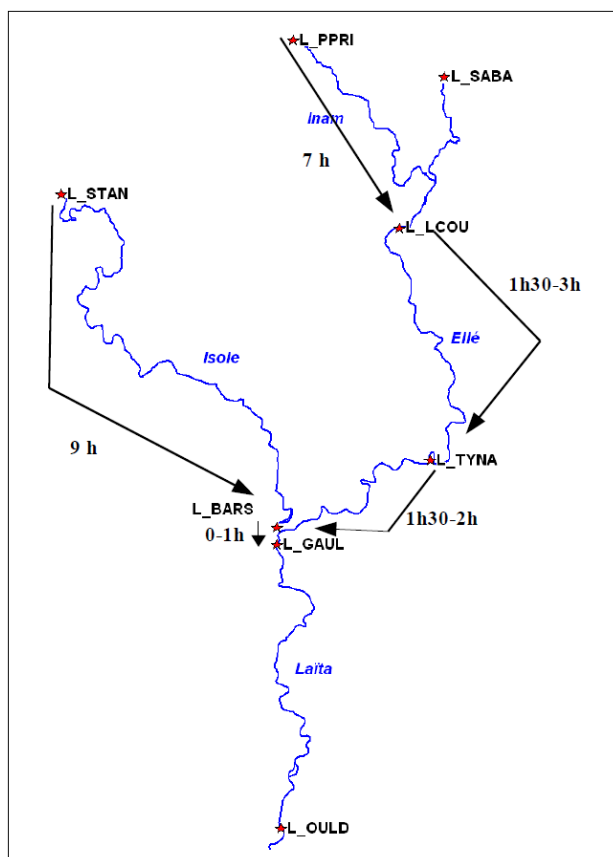 L_PPRI
L_SABA
Inam
7 h
L_STAN
L_LCOU
1h30-3h
Ellé
Isole
9 h
L_TYNA
L_BARS
1h30-2h
0-1h
L_GAUL
Laïta
L_OULD